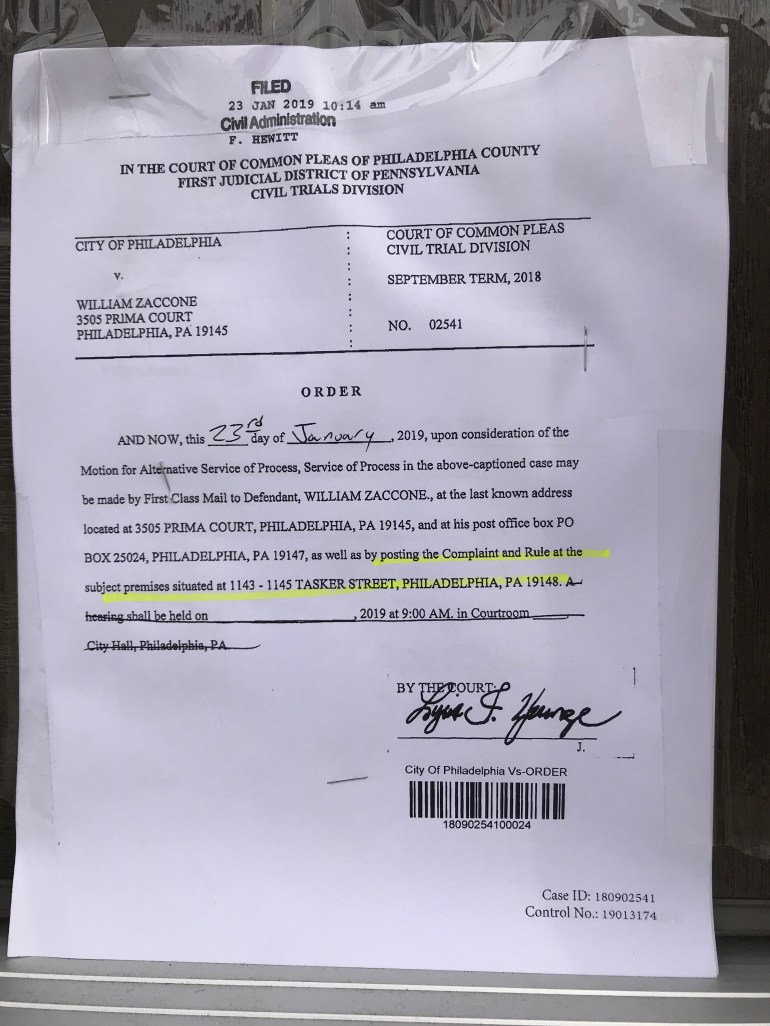 FILED
23 JAN 2019 10:14 am
Civil Administration
F. HEWITT
IN THE COURT OF COMMON PLEAS OF PHILADELPHIA COUNTY
FIRST JUDICIAL DISTRICT OF PENNSYLVANIA
CIVIL TRIALS DIVISION
CITY OF PHILADELPHIA
v.
WILLIAM ZACCONE
3505 PRIMA COURT
PHILADELPHIA, PA 19145
COURT OF COMMON PLEAS
CIVIL TRIAL DIVISION
SEPTEMBER TERM, 2018
NO. 02541
ORDER
AND NOW, this 23rd day of January, 2019, upon consideration of the
Motion for Alternative Service of Process, Service of Process in the above-captioned case may
be made by First Class Mail to Defendant, WILLIAM ZACCONE., at the last known address
located at 3505 PRIMA COURT, PHILADELPHIA, PA 19145, and at his post office box PO
BOX 25024, PHILADELPHIA, PA 19147, as well as by posting the Complaint and Rule at the
subject premises situated at 1143 - 1145 TASKER STREET, PHILADELPHIA, PA 19148. A
hearing shall be held on , 2019 at 9:00 AM. in Courtroom
City Hall, Philadelphia, PA.
BY THE COURT:
J.
City Of Philadelphia Vs-ORDER
18090254100024
Case ID: 180902541
Control No.: 19013174